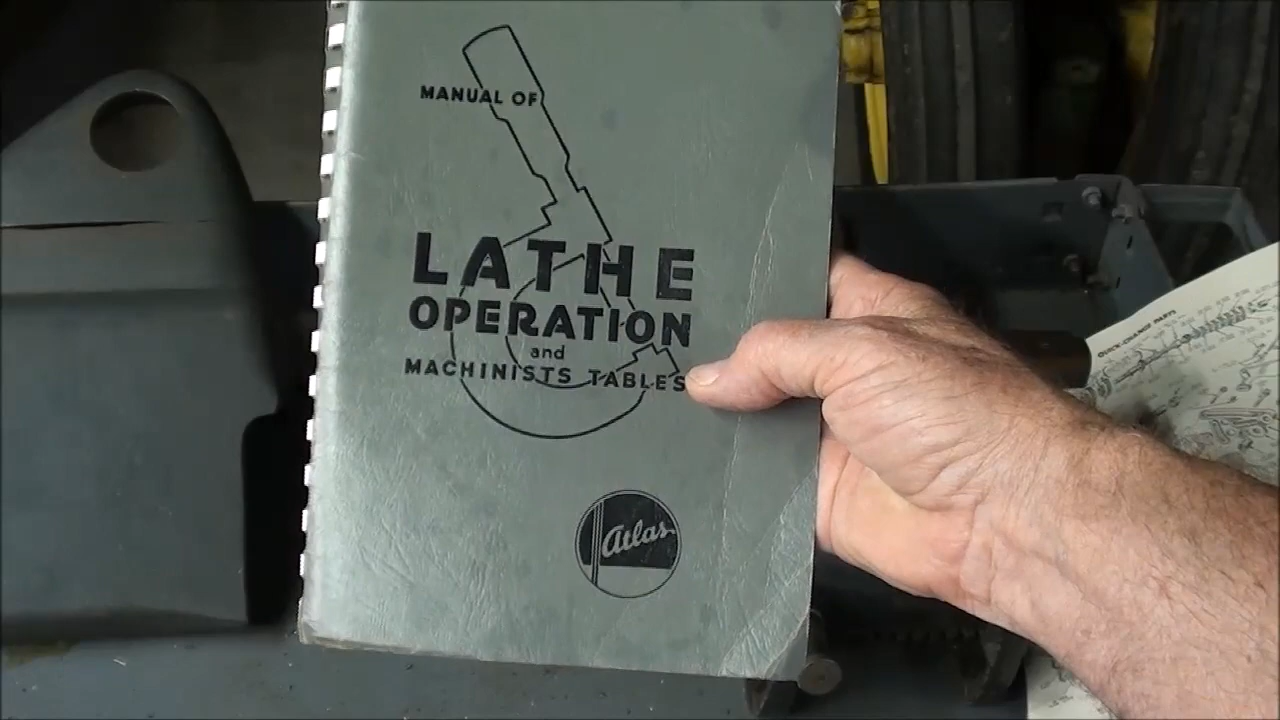 MANUAL OF
LATHE
OPERATION
and
MACHINISTS TABLES
Atlas
QUICK-CHANGE PARTS